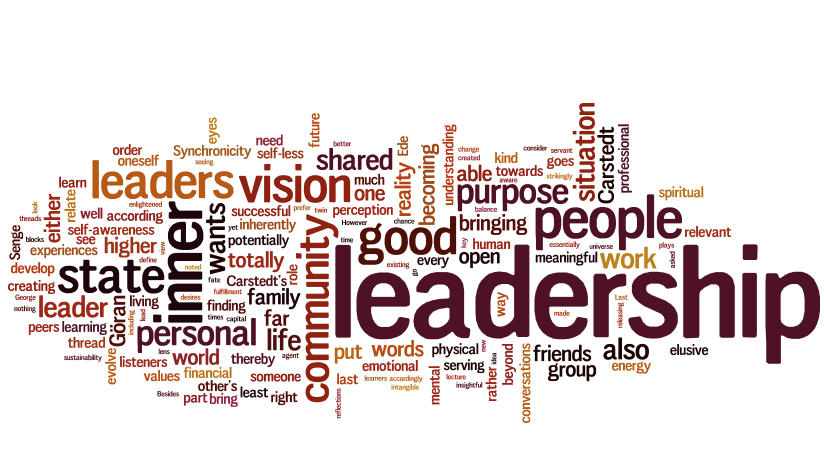 eyes
future
better
situation
order
Synchronicity
need
oneself
seeing
self-less
shared
Ede
becoming
understanding
change
created
kind
consider
servant
goes
strikingly
Carstedt
professional
learn
leaders
vision
much
one
reality
able
towards
aware
purpose
spiritual
look
threads
either
relate
enlightened
well
according
inner
wants
successful
prefer
twin
perception
However
chance
balance
bringing
people
relevant
Senge
blocks
self-awareness
see
higher
view
yet
inherently
potentially
community
time
good
key
human
essentially
universe
plays
experiences
define
develop
state
noted
totally
existing
every
go
open
meaningful
work
asked
creating
fate
Carstedt's
role
leadership
George
nothing
leader
Göran
living
desires
fulfillment
finding
family
way
Last
releasing
made
peers
learning
including
lead
personal
times
capital
far
life
thread
sustainability
evolve
lens
listeners
world
thereby
agent
put
words
physical
new
idea
beyond
conversations
friends
also
elusive
values
financial
someone
last
emotional
learners
accordingly
intangible
mental
serving
lecture
insightful
rather
group
energy
Besides
part
other's
bring
least
right
reflections